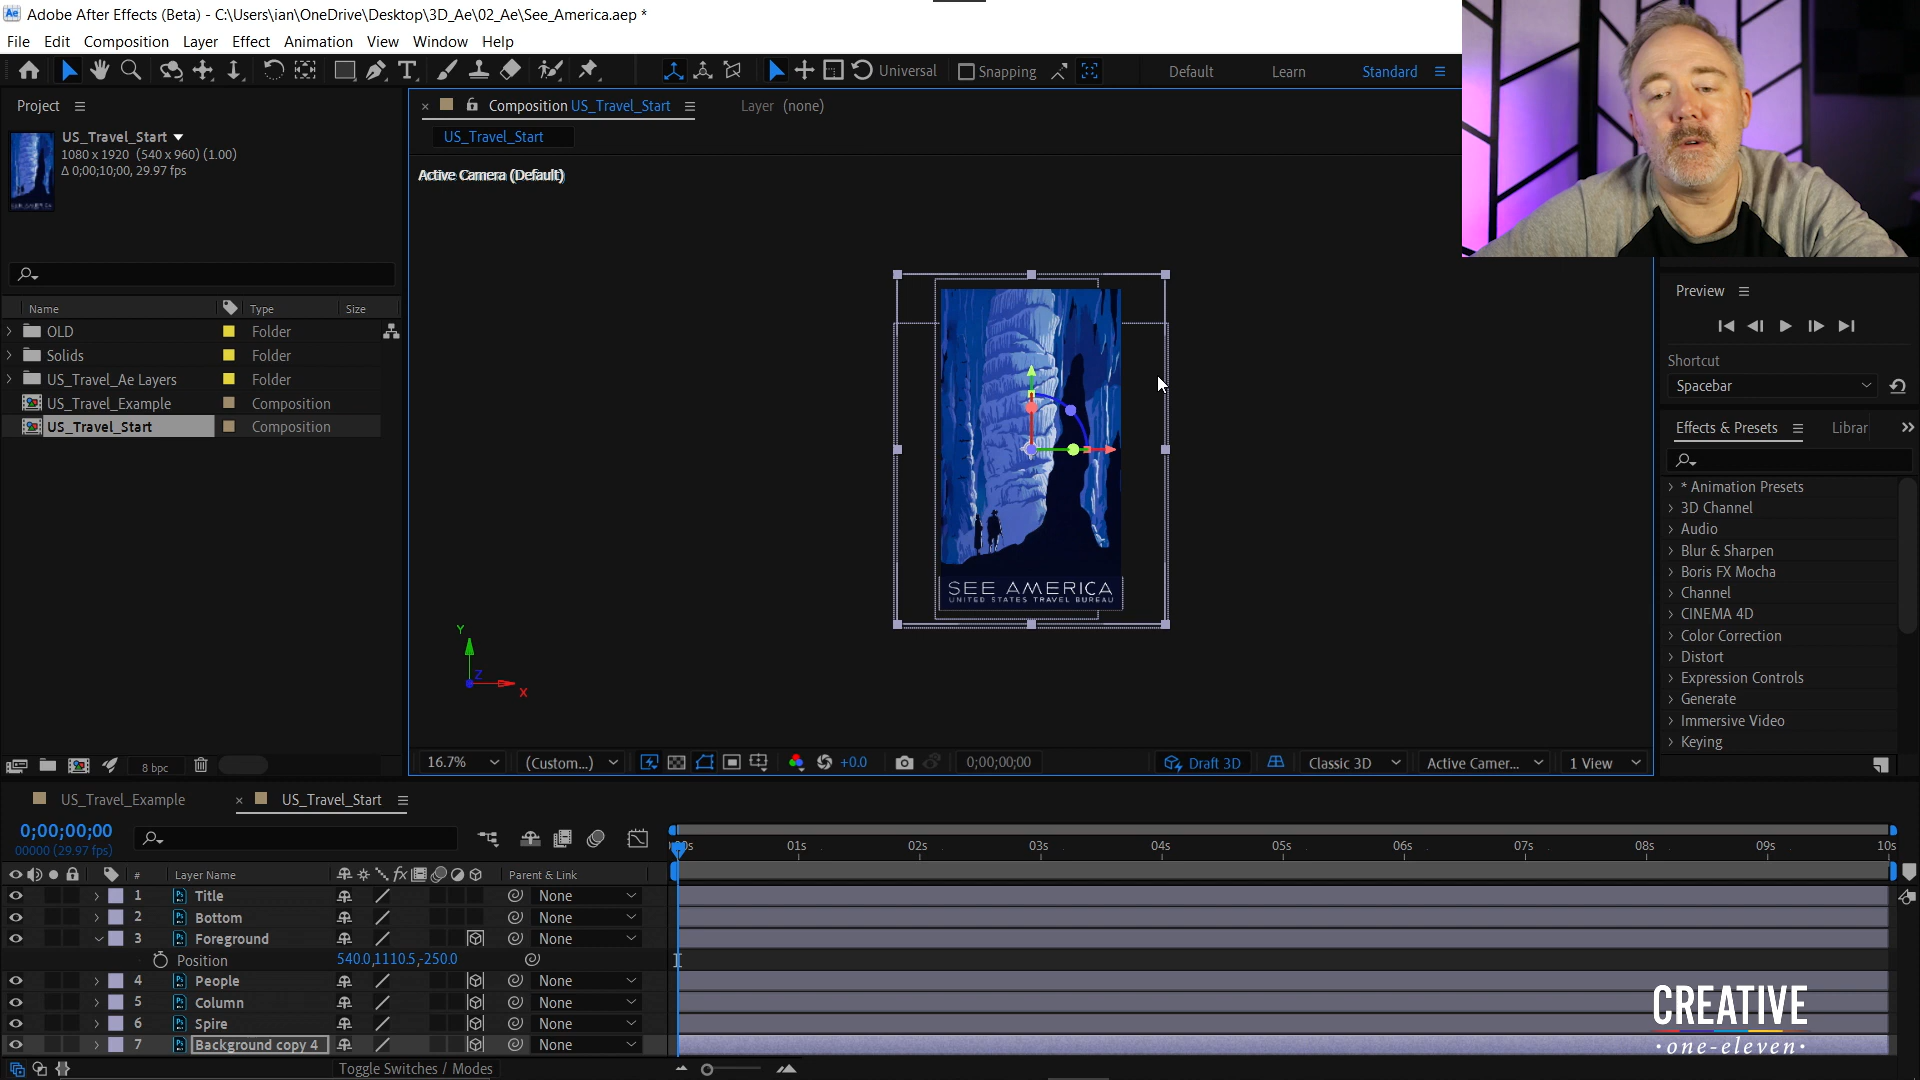 Adobe After Effects (Beta) - C:\Users\ian\OneDrive\Desktop\3D_Ae\02_Ae\See_America.aep *
File Edit Composition Layer Effect Animation View Window Help
Universal Snapping Default Learn Standard
Project
Composition US_Travel_Start
Layer (none)
US_Travel_Start
1080 x 1920 (540 x 960) (1.00)
Δ 0;00;10;00, 29.97 fps
US_Travel_Start
Active Camera (Default)
Name Type Size
OLD Folder
Solids Folder
US_Travel_Ae Layers Folder
US_Travel_Example Composition
US_Travel_Start Composition
8 bpc
SEE AMERICA
UNITED STATES TRAVEL BUREAU
Y
Z
X
16.7% (Custom...) +0.0 0;00;00;00 Draft 3D Classic 3D Active Camer... 1 View
Preview
Shortcut
Spacebar
Effects & Presets Librar
* Animation Presets
3D Channel
Audio
Blur & Sharpen
Boris FX Mocha
Channel
CINEMA 4D
Color Correction
Distort
Expression Controls
Generate
Immersive Video
Keying
US_Travel_Example US_Travel_Start
0;00;00;00
00000 (29.97 fps)
01s 02s 03s 04s 05s 06s 07s 08s 09s 10s
# Layer Name Parent & Link
1 Title None
2 Bottom None
3 Foreground None
Position 540.0,1110.5,-250.0
4 People None
5 Column None
6 Spire None
7 Background copy 4 None
Toggle Switches / Modes
CREATIVE
•one-eleven•